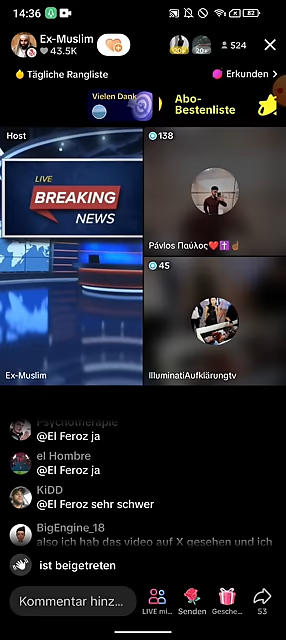 14:36
Ex-Muslim
43.5K
20+
524
Tägliche Rangliste
Erkunden >
Vielen Dank
Abo-
Bestenliste
Host
138
LIVE
BREAKING
NEWS
Pávlos Παύλος
45
Ex-Muslim
IlluminatiAufklärungtv
Psychotherapie
@El Feroz ja
el Hombre
@El Feroz ja
KiDD
@El Feroz sehr schwer
BigEngine_18
also ich hab das video auf X gesehen und ich
ist beigetreten
Kommentar hinz...
LIVE mi...
Senden
Gesche...
53